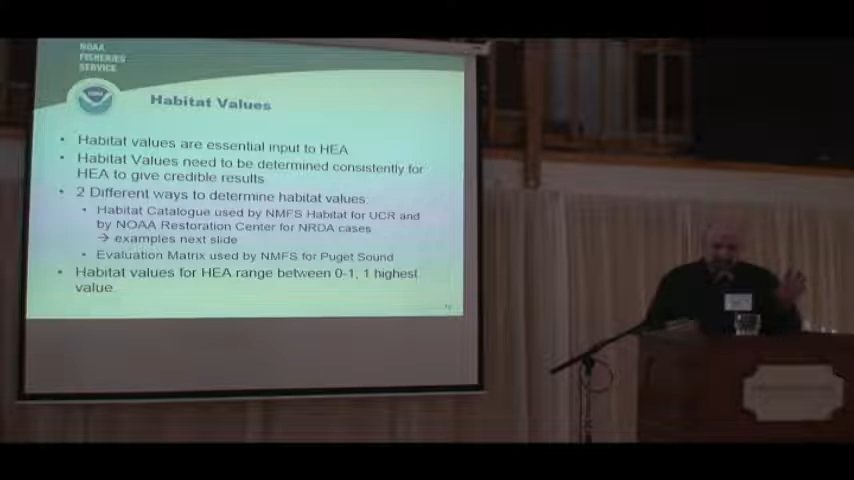 NOAA
FISHERIES
SERVICE
Habitat Values
• Habitat values are essential input to HEA
• Habitat Values need to be determined consistently for
HEA to give credible results
• 2 Different ways to determine habitat values:
• Habitat Catalogue used by NMFS Habitat for UCR and
by NOAA Restoration Center for NRDA cases
→ examples next slide
• Evaluation Matrix used by NMFS for Puget Sound
• Habitat values for HEA range between 0-1, 1 highest
value.